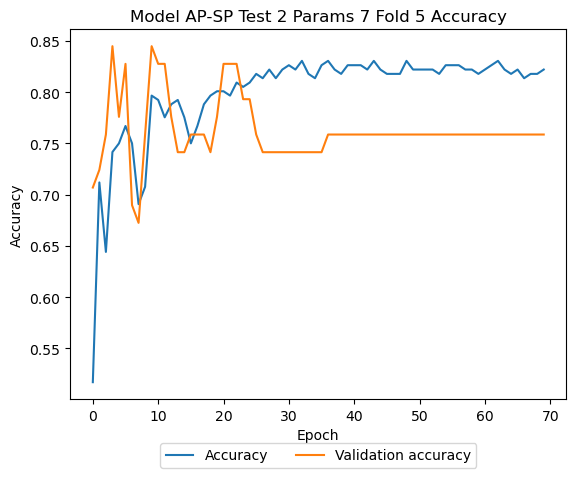 Model AP-SP Test 2 Params 7 Fold 5 Accuracy
0.85
0.80
0.75
0.70
0.65
0.60
0.55
Accuracy
0 10 20 30 40 50 60 70
Epoch
Accuracy Validation accuracy